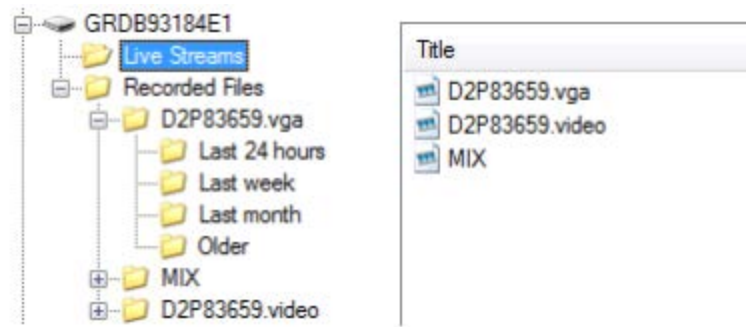 GRDB93184E1
Live Streams
Recorded Files
D2P83659.vga
Last 24 hours
Last week
Last month
Older
MIX
D2P83659.video
Title
D2P83659.vga
D2P83659.video
MIX